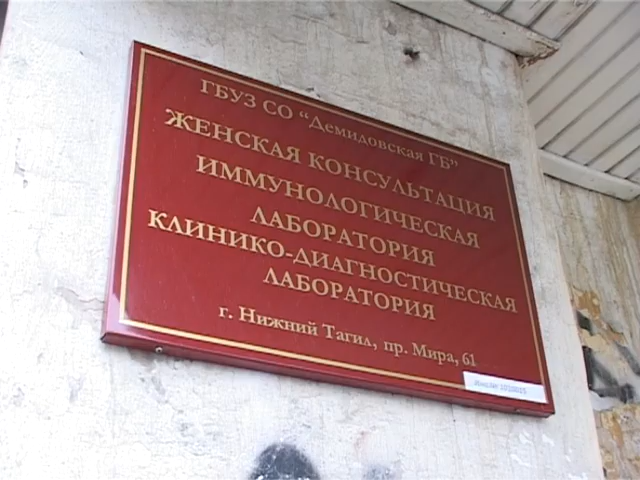 ГБУЗ СО "Демидовская ГБ"
ЖЕНСКАЯ КОНСУЛЬТАЦИЯ
ИММУНОЛОГИЧЕСКАЯ
ЛАБОРАТОРИЯ
КЛИНИКО-ДИАГНОСТИЧЕСКАЯ
ЛАБОРАТОРИЯ
г. Нижний Тагил, пр. Мира, 61